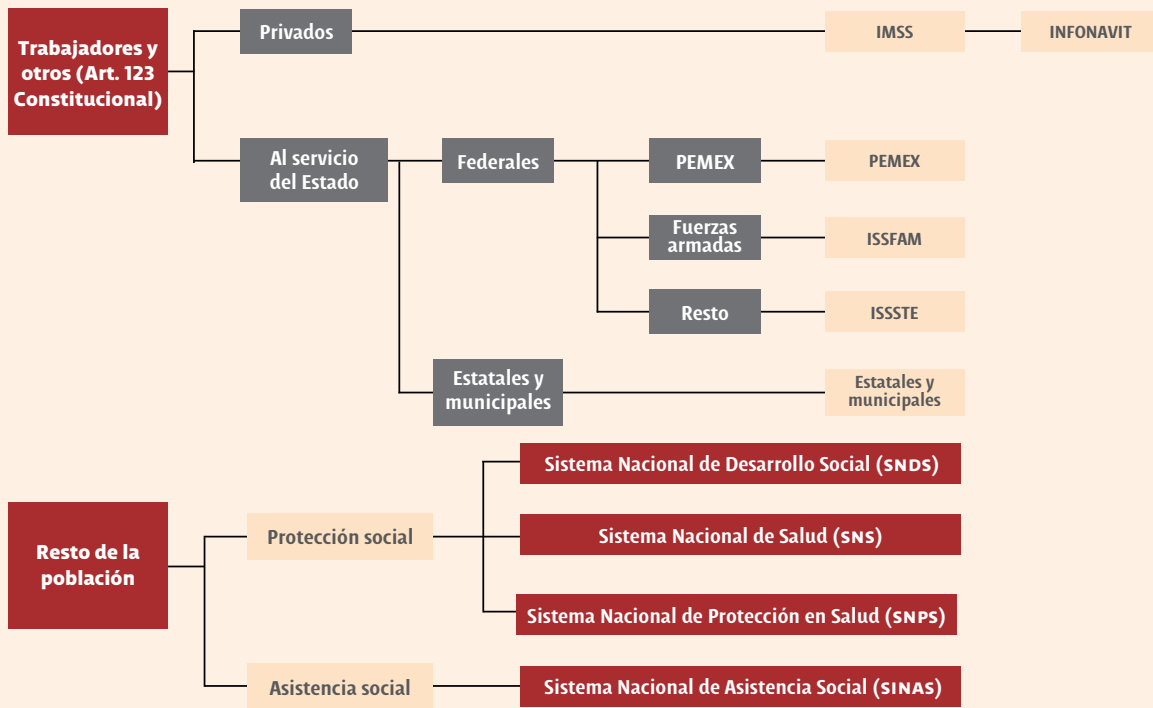 Trabajadores y
otros (Art. 123
Constitucional)
Privados
IMSS
INFONAVIT
Al servicio
del Estado
Federales
PEMEX
PEMEX
Fuerzas
armadas
ISSFAM
Resto
ISSSTE
Estatales y
municipales
Estatales y
municipales
Resto de la
población
Protección social
Sistema Nacional de Desarrollo Social (SNDS)
Sistema Nacional de Salud (SNS)
Sistema Nacional de Protección en Salud (SNPS)
Asistencia social
Sistema Nacional de Asistencia Social (SINAS)